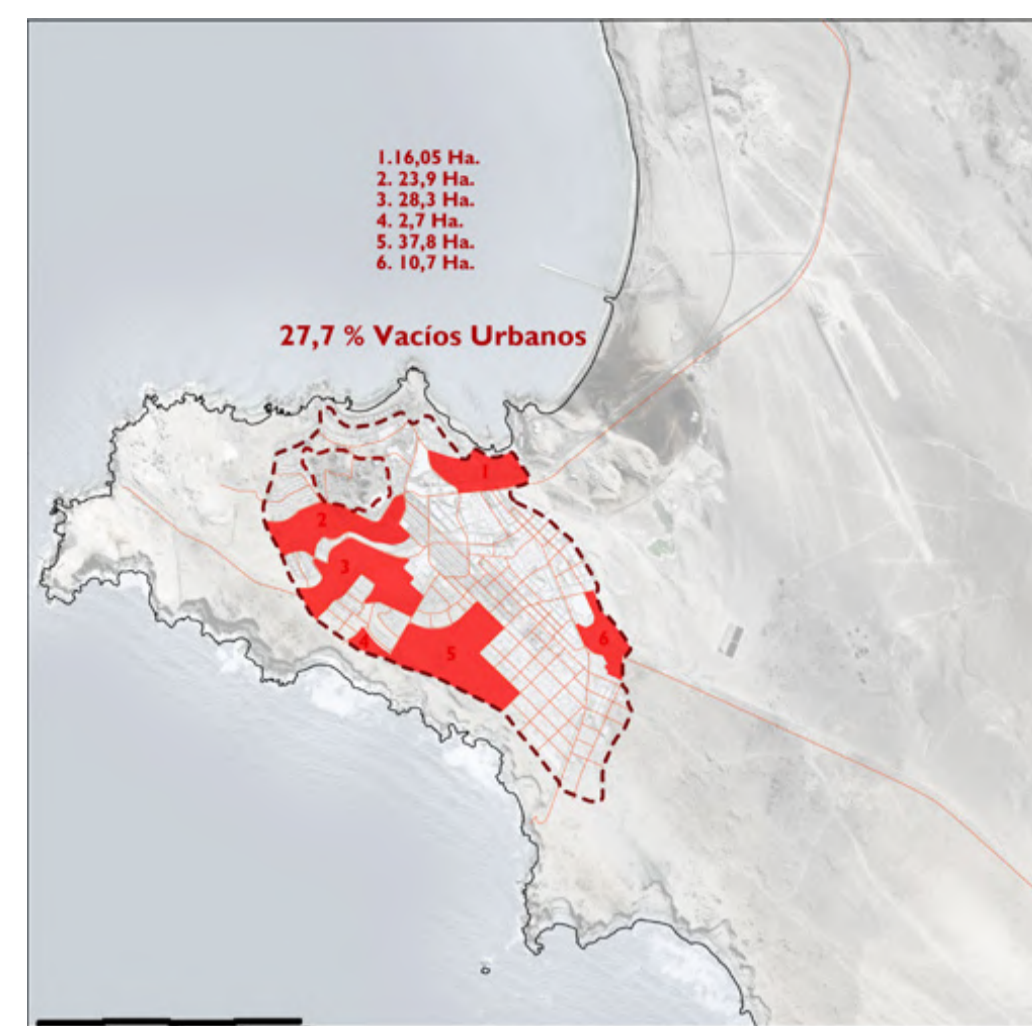 1.16,05 Ha.
2. 23,9 Ha.
3. 28,3 Ha.
4. 2,7 Ha.
5. 37,8 Ha.
6. 10,7 Ha.
27,7 % Vacíos Urbanos
1
2
3
4
5
6